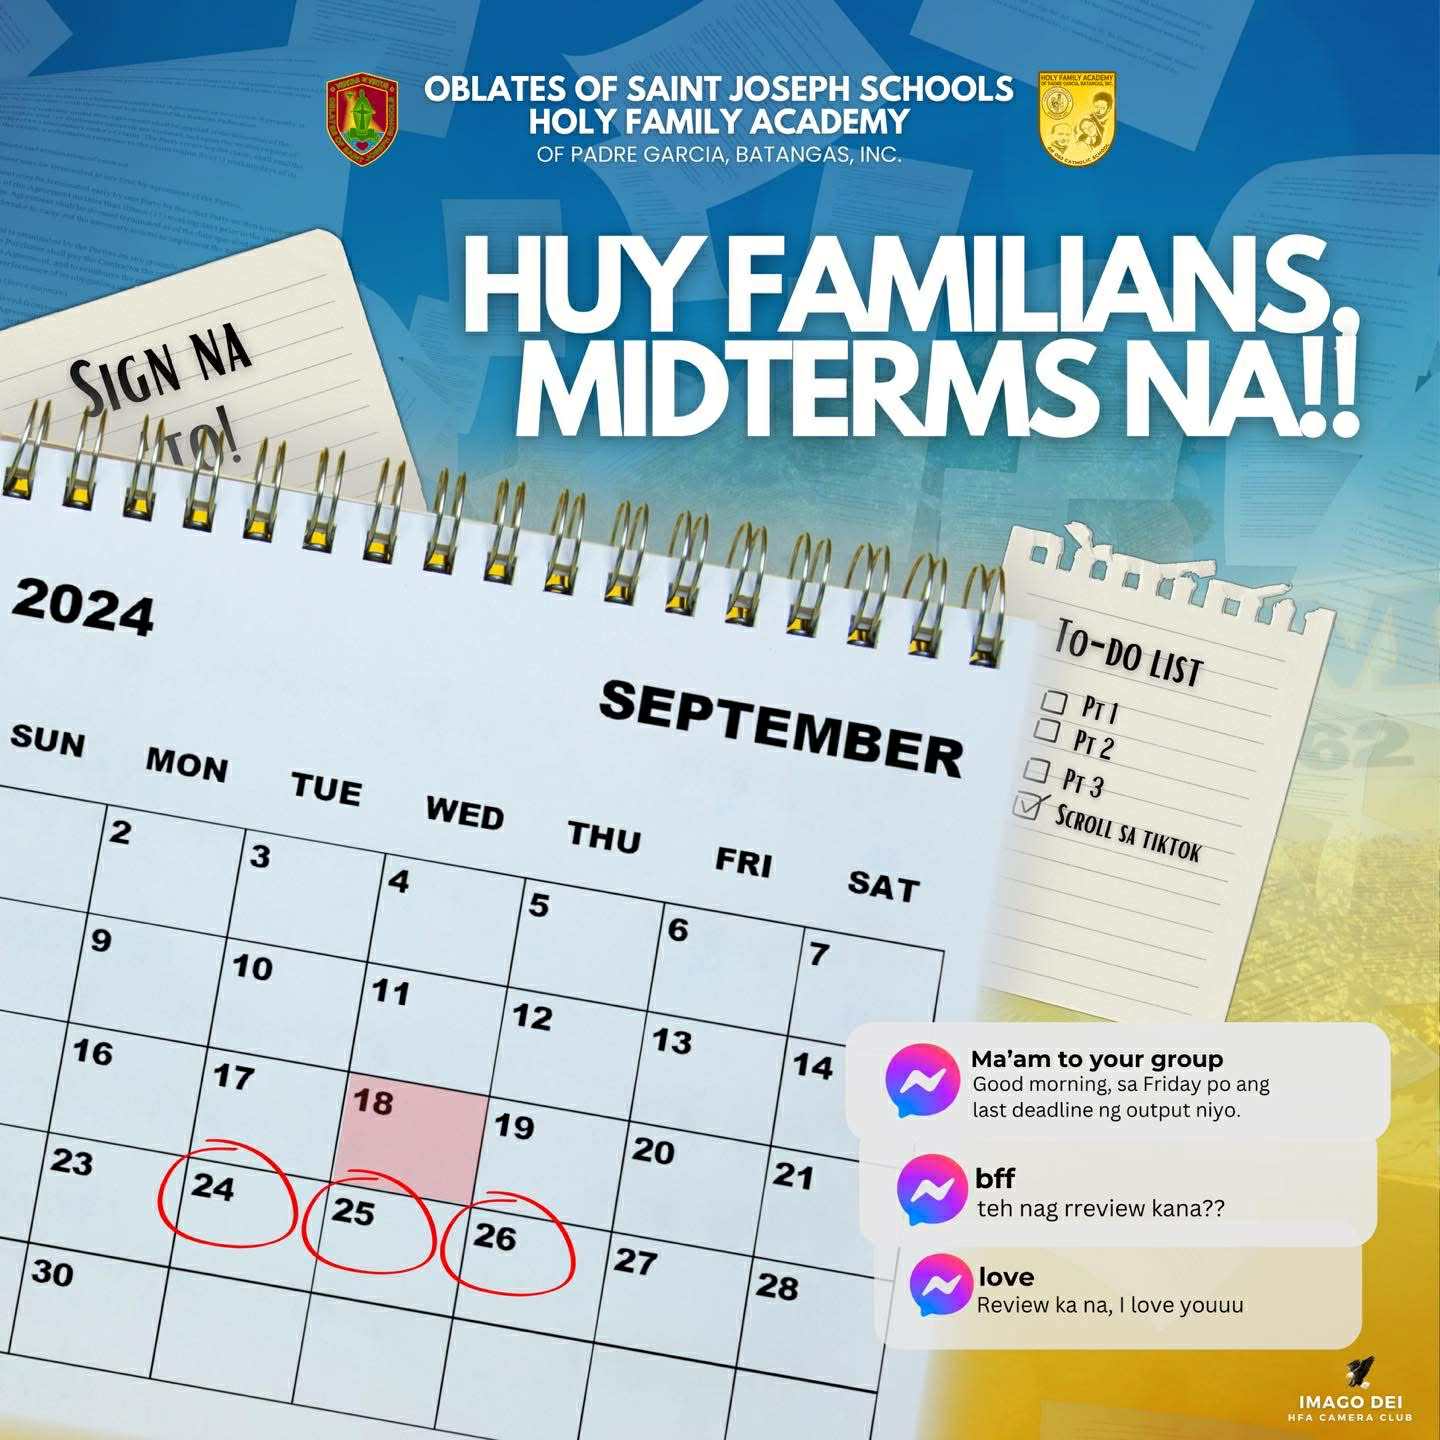 OBLATES OF SAINT JOSEPH SCHOOLS
HOLY FAMILY ACADEMY
OF PADRE GARCIA, BATANGAS, INC.
HUY FAMILIANS,
MIDTERMS NA!!
SIGN NA
'TO!
2024
SEPTEMBER
SUN MON TUE WED THU FRI SAT
2 3 4 5 6 7
9 10 11 12 13 14
16 17 18 19 20 21
23 24 25 26 27 28
30
TO-DO LIST
PT 1
PT 2
PT 3
SCROLL SA TIKTOK
Ma'am to your group
Good morning, sa Friday po ang
last deadline ng output niyo.
bff
teh nag rreview kana??
love
Review ka na, I love youuu
IMAGO DEI
HFA CAMERA CLUB